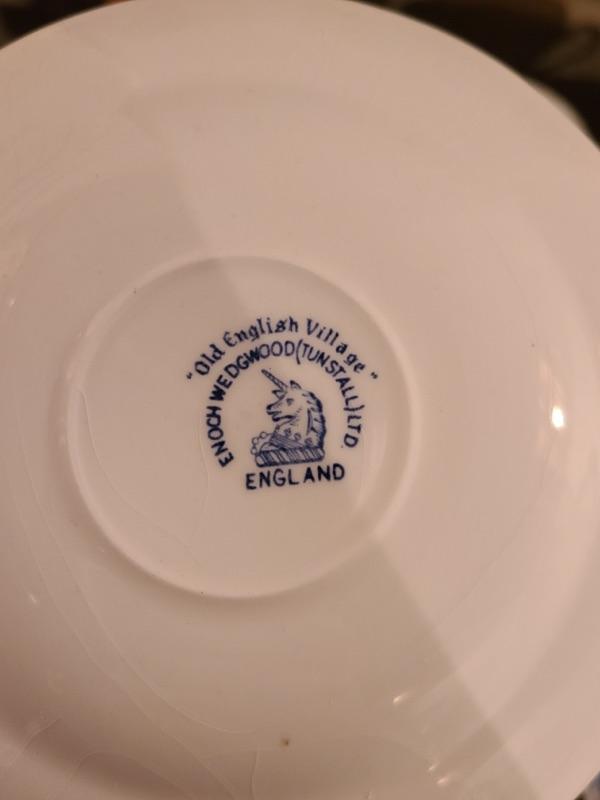 "Old English Village"
ENOCH WEDGWOOD (TUNSTALL) LTD.
ENGLAND